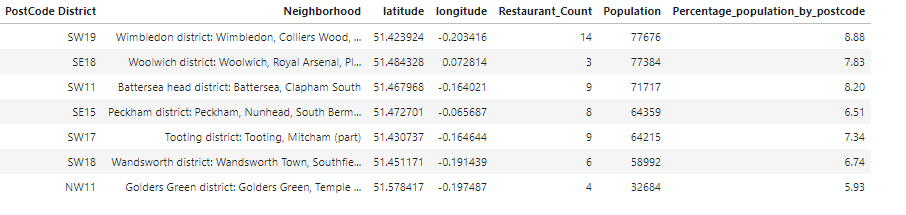 PostCode District Neighborhood latitude longitude Restaurant_Count Population Percentage_population_by_postcode
SW19 Wimbledon district: Wimbledon, Colliers Wood, ... 51.423924 -0.203416 14 77676 8.88
SE18 Woolwich district: Woolwich, Royal Arsenal, Pl... 51.484328 0.072814 3 77384 7.83
SW11 Battersea head district: Battersea, Clapham South 51.467968 -0.164021 9 71717 8.20
SE15 Peckham district: Peckham, Nunhead, South Berm... 51.472701 -0.065687 8 64359 6.51
SW17 Tooting district: Tooting, Mitcham (part) 51.430737 -0.164644 9 64215 7.34
SW18 Wandsworth district: Wandsworth Town, Southfie... 51.451171 -0.191439 6 58992 6.74
NW11 Golders Green district: Golders Green, Temple ... 51.578417 -0.197487 4 32684 5.93